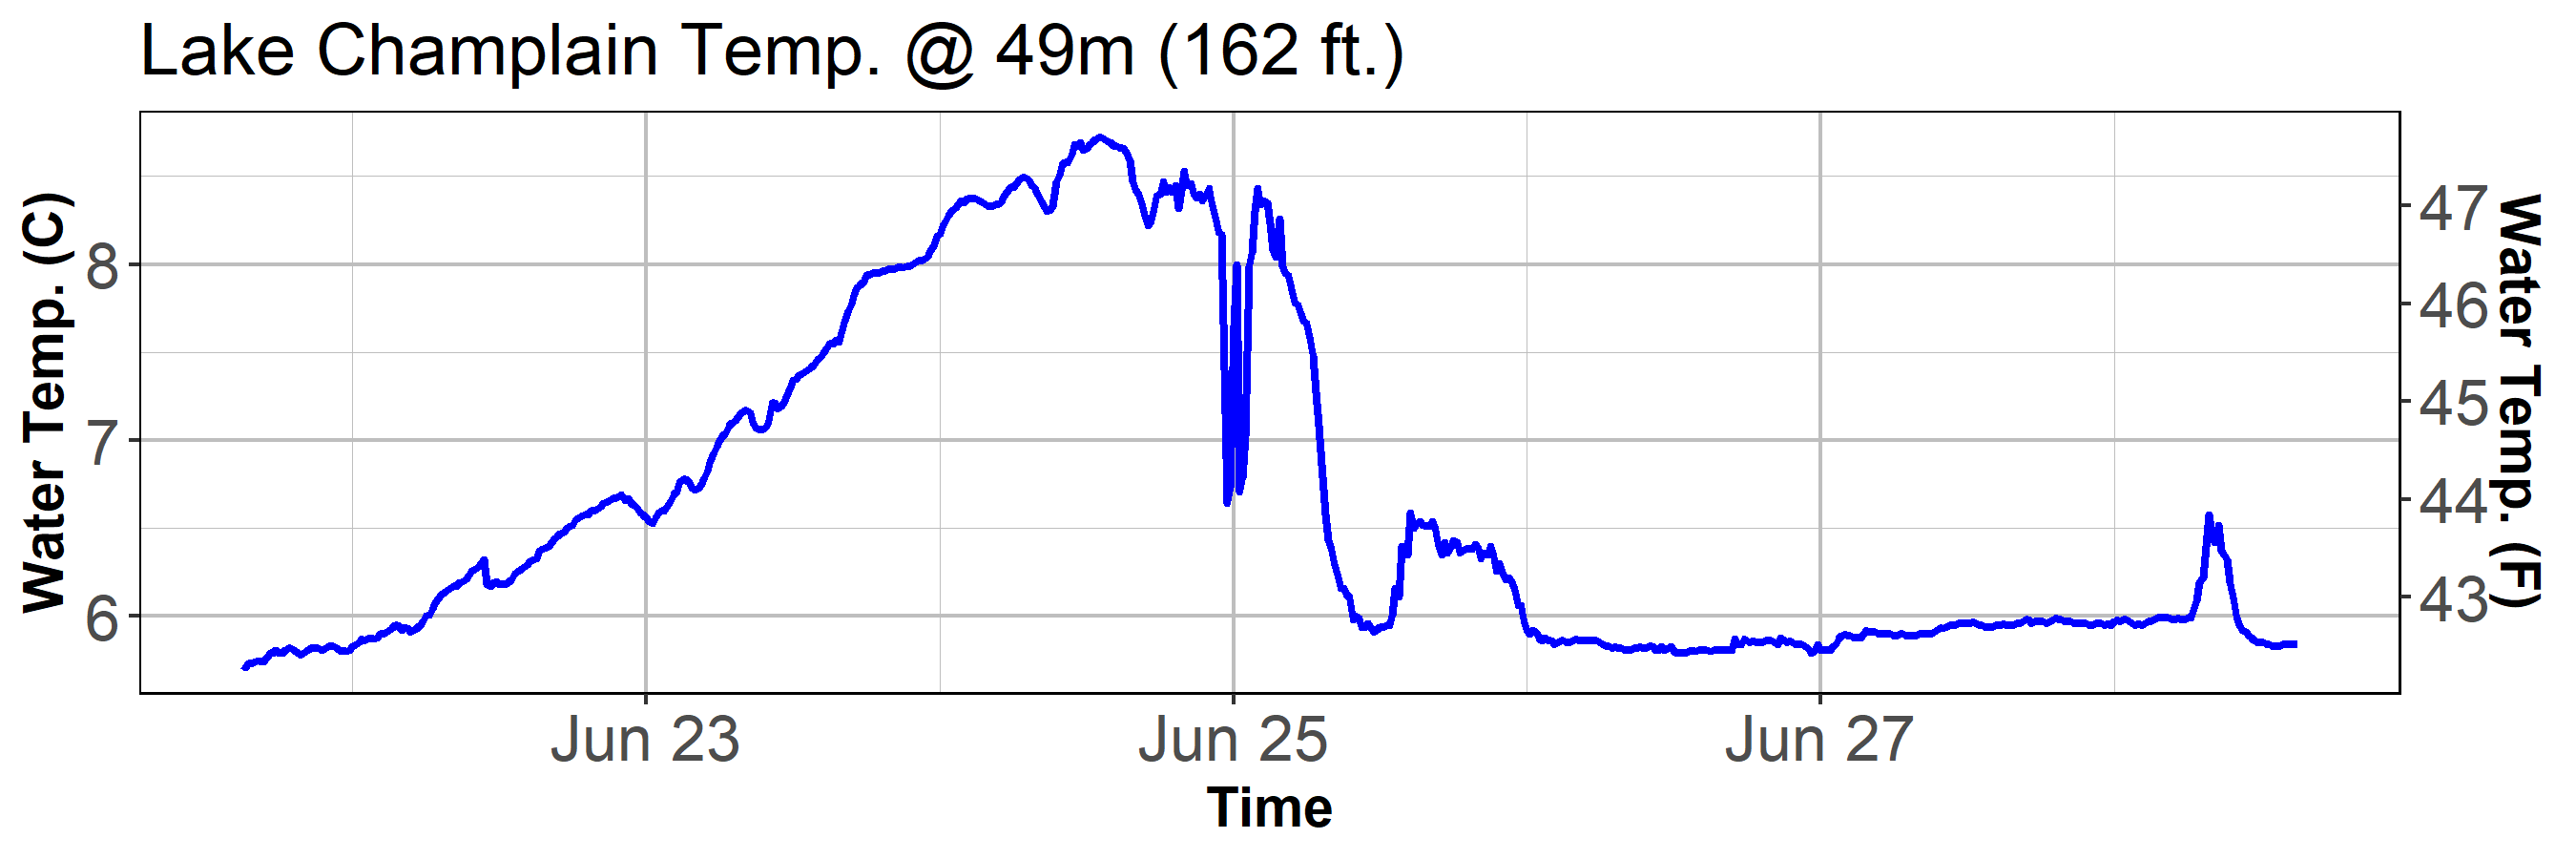 Lake Champlain Temp. @ 49m (162 ft.)
Water Temp. (C)
8
7
6
47
46
45
44
43
Water Temp. (F)
Jun 23
Jun 25
Jun 27
Time